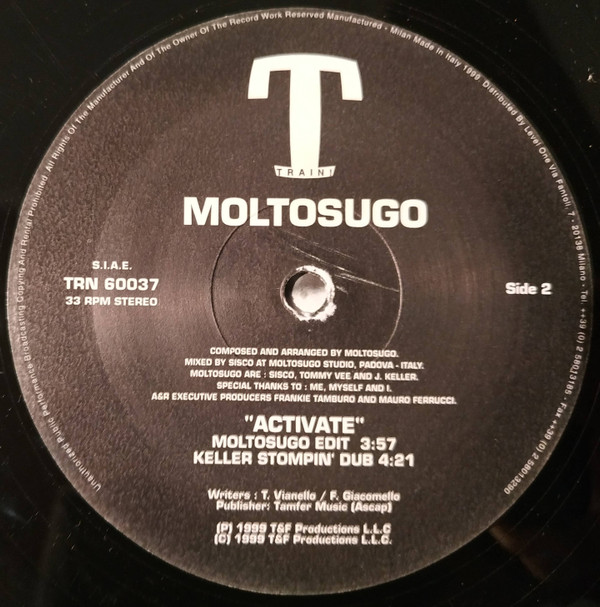 Unauthorized Public Performance Broadcasting Copying And Rental Prohibited. All Rights Of The Manufacturer And Of The Owner Of The Record Work Reserved Manufactured - Milan Made In Italy 1999. Distributed By Level One Via Fantoli, 7 - 20138 Milano - Tel. ++39 (0) 2 58013185 - Fax ++39 (0) 2 58013290
T
TRAIN!
MOLTOSUGO
S.I.A.E.
TRN 60037
33 RPM STEREO
Side 2
COMPOSED AND ARRANGED BY MOLTOSUGO.
MIXED BY SISCO AT MOLTOSUGO STUDIO, PADOVA - ITALY.
MOLTOSUGO ARE : SISCO, TOMMY VEE AND J. KELLER.
SPECIAL THANKS TO : ME, MYSELF AND I.
A&R EXECUTIVE PRODUCERS FRANKIE TAMBURO AND MAURO FERRUCCI.
"ACTIVATE"
MOLTOSUGO EDIT 3:57
KELLER STOMPIN' DUB 4:21
Writers : T. Vianello / F. Giacomello
Publisher: Tamfer Music (Ascap)
(P) 1999 T&F Productions L.L.C
(C) 1999 T&F Productions L.L.C.